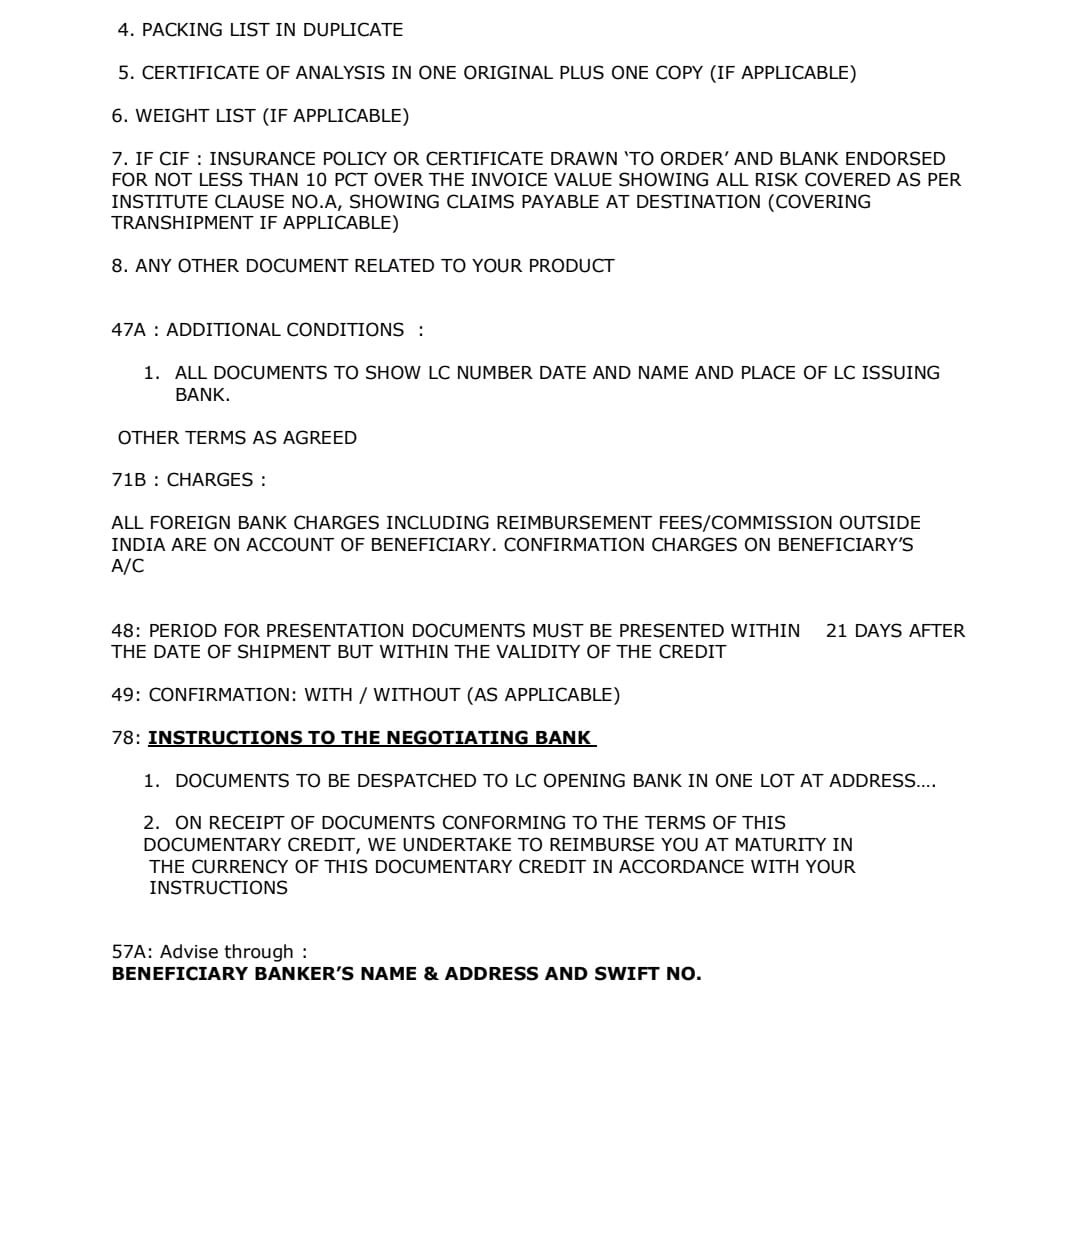 4. PACKING LIST IN DUPLICATE
5. CERTIFICATE OF ANALYSIS IN ONE ORIGINAL PLUS ONE COPY (IF APPLICABLE)
6. WEIGHT LIST (IF APPLICABLE)
7. IF CIF : INSURANCE POLICY OR CERTIFICATE DRAWN ‘TO ORDER’ AND BLANK ENDORSED
FOR NOT LESS THAN 10 PCT OVER THE INVOICE VALUE SHOWING ALL RISK COVERED AS PER
INSTITUTE CLAUSE NO.A, SHOWING CLAIMS PAYABLE AT DESTINATION (COVERING
TRANSHIPMENT IF APPLICABLE)
8. ANY OTHER DOCUMENT RELATED TO YOUR PRODUCT
47A : ADDITIONAL CONDITIONS :
1. ALL DOCUMENTS TO SHOW LC NUMBER DATE AND NAME AND PLACE OF LC ISSUING
BANK.
OTHER TERMS AS AGREED
71B : CHARGES :
ALL FOREIGN BANK CHARGES INCLUDING REIMBURSEMENT FEES/COMMISSION OUTSIDE
INDIA ARE ON ACCOUNT OF BENEFICIARY. CONFIRMATION CHARGES ON BENEFICIARY’S
A/C
48: PERIOD FOR PRESENTATION DOCUMENTS MUST BE PRESENTED WITHIN 21 DAYS AFTER
THE DATE OF SHIPMENT BUT WITHIN THE VALIDITY OF THE CREDIT
49: CONFIRMATION: WITH / WITHOUT (AS APPLICABLE)
78: INSTRUCTIONS TO THE NEGOTIATING BANK
1. DOCUMENTS TO BE DESPATCHED TO LC OPENING BANK IN ONE LOT AT ADDRESS….
2. ON RECEIPT OF DOCUMENTS CONFORMING TO THE TERMS OF THIS
DOCUMENTARY CREDIT, WE UNDERTAKE TO REIMBURSE YOU AT MATURITY IN
THE CURRENCY OF THIS DOCUMENTARY CREDIT IN ACCORDANCE WITH YOUR
INSTRUCTIONS
57A: Advise through :
BENEFICIARY BANKER’S NAME & ADDRESS AND SWIFT NO.